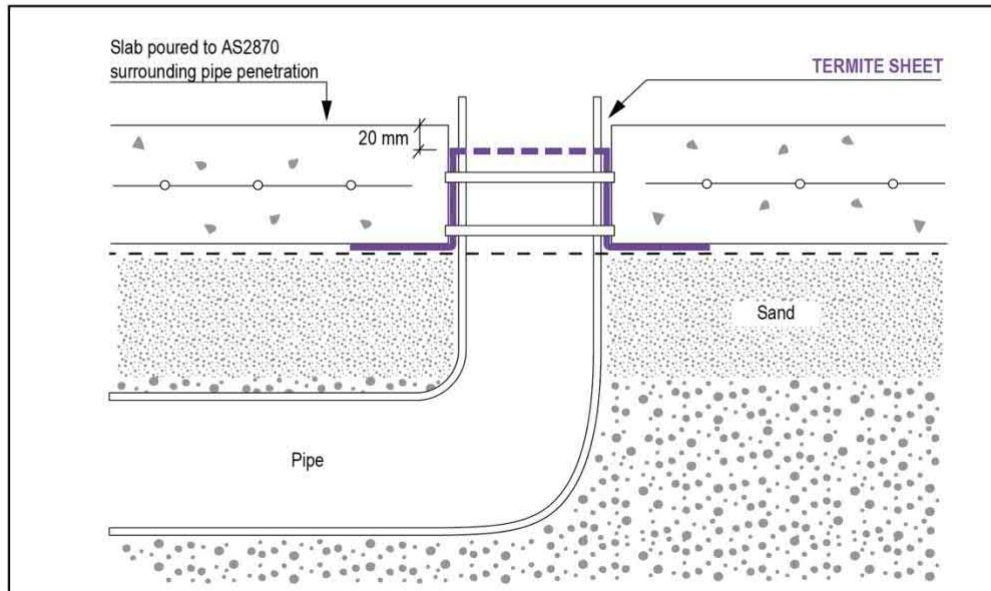 Slab poured to AS2870
surrounding pipe penetration
TERMITE SHEET
20 mm
Sand
Pipe